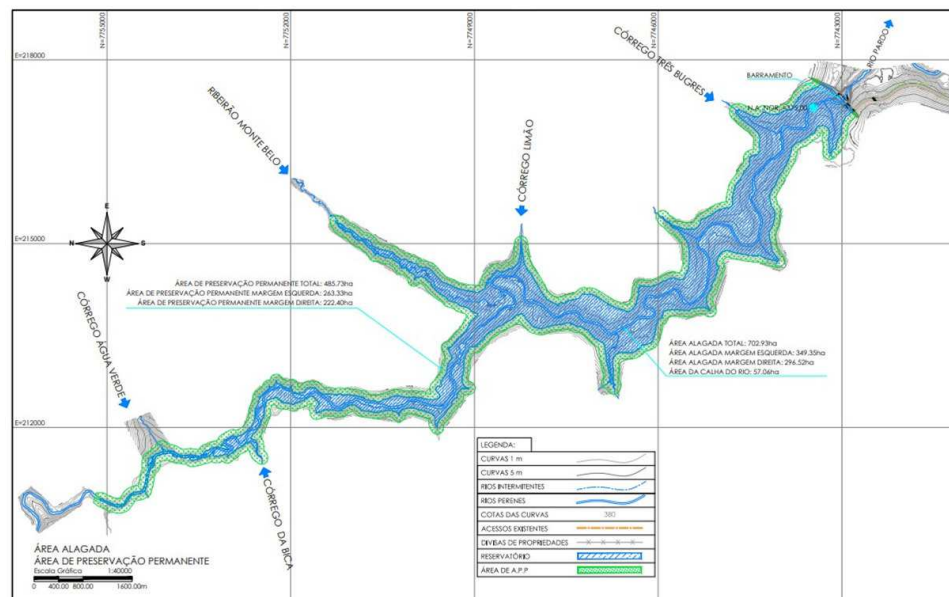 N=7755000
N=7752000
N=7749000
N=7746000
N=7743000
E=218000
E=215000
E=212000
RIO PARDO
CÓRREGO TRÊS BUGRES
BARRAMENTO
RIBEIRÃO MONTE BELO
CÓRREGO LIMÃO
E
N
S
W
ÁREA DE PRESERVAÇÃO PERMANENTE TOTAL: 485.73ha
ÁREA DE PRESERVAÇÃO PERMANENTE MARGEM ESQUERDA: 263.33ha
ÁREA DE PRESERVAÇÃO PERMANENTE MARGEM DIREITA: 222.40ha
CÓRREGO ÁGUA VERDE
ÁREA ALAGADA TOTAL: 702.93ha
ÁREA ALAGADA MARGEM ESQUERDA: 349.35ha
ÁREA ALAGADA MARGEM DIREITA: 296.52ha
ÁREA DA CALHA DO RIO: 57.06ha
CÓRREGO DA BICA
LEGENDA:
CURVAS 1 m
CURVAS 5 m
RIOS INTERMITENTES
RIOS PERENES
COTAS DAS CURVAS 380
ACESSOS EXISTENTES
DIVISAS DE PROPRIEDADES
RESERVATÓRIO
ÁREA DE A.P.P
ÁREA ALAGADA
ÁREA DE PRESERVAÇÃO PERMANENTE
Escala Gráfica 1:40000
0 400.00 800.00 1600.00m